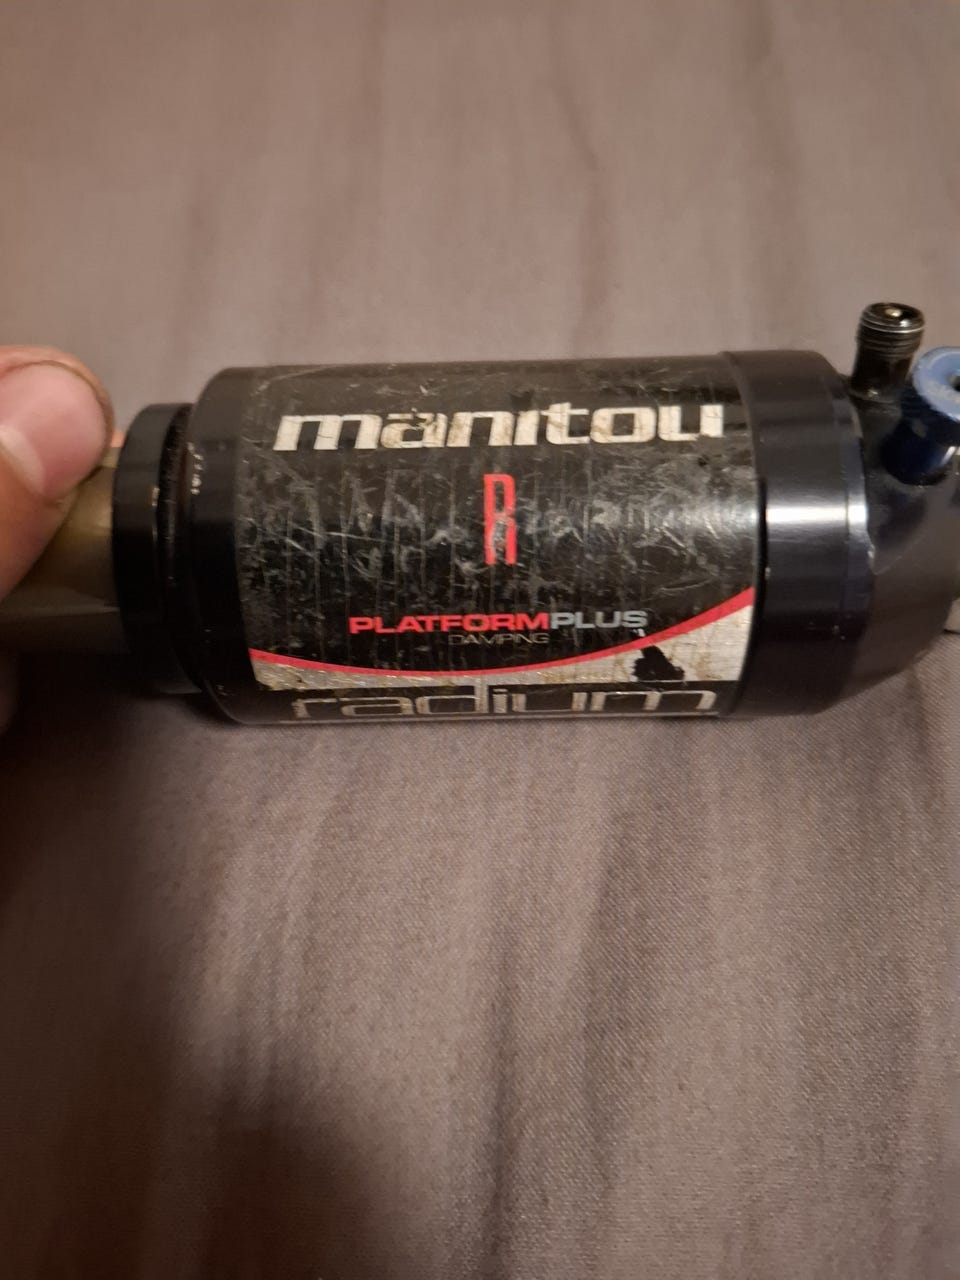 manitou
R
PLATFORMPLUS
DAMPING
radium